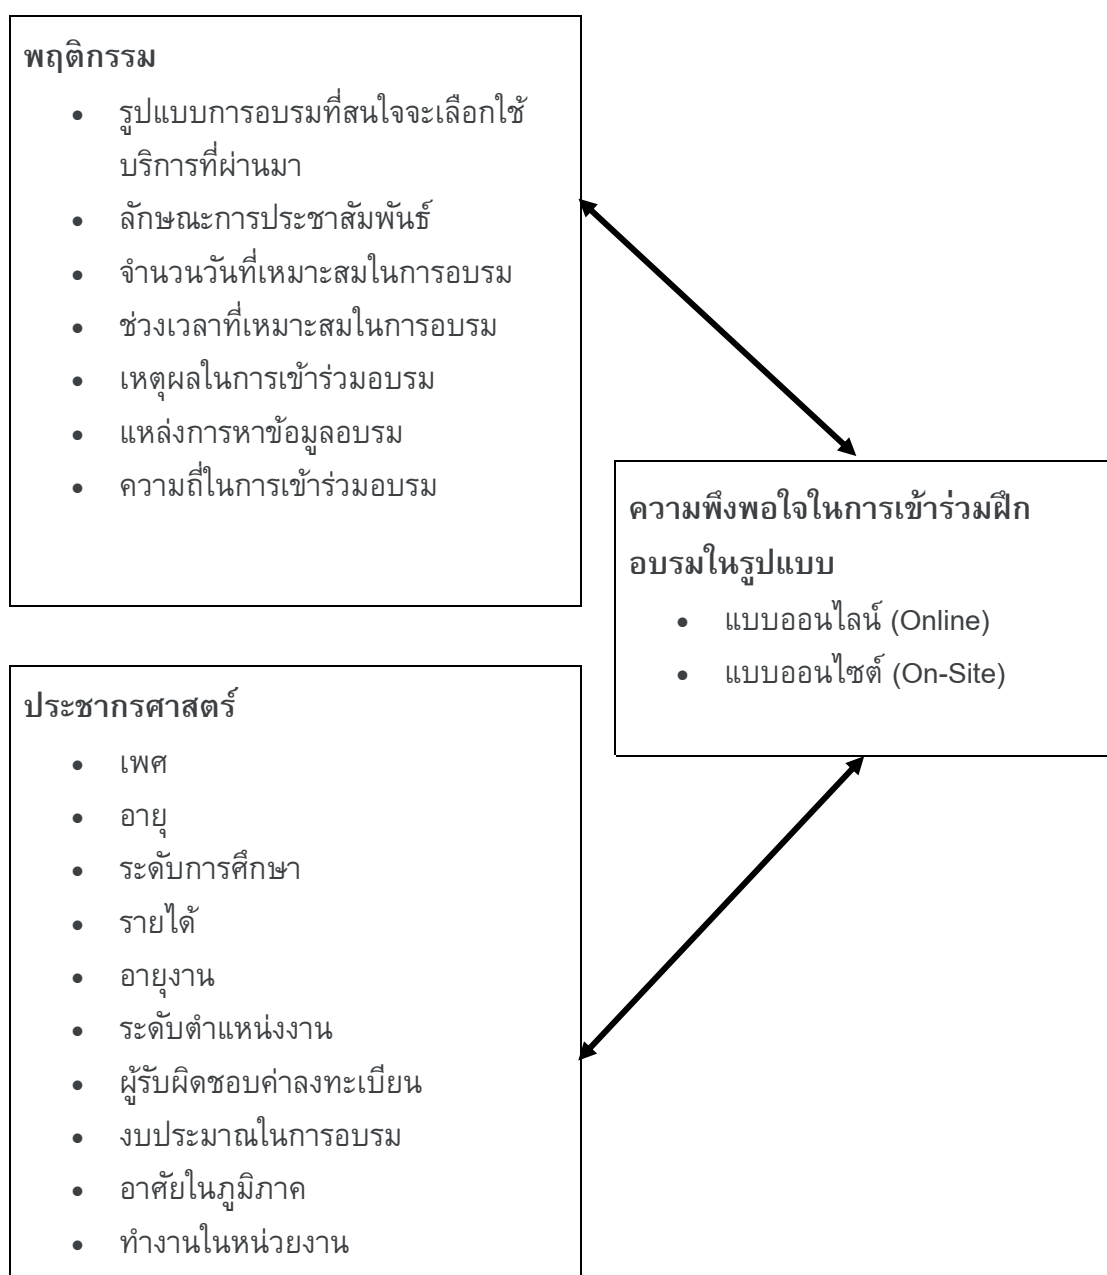 พฤติกรรม
• รูปแบบการอบรมที่สนใจจะเลือกใช้
บริการที่ผ่านมา
• ลักษณะการประชาสัมพันธ์
• จำนวนวันที่เหมาะสมในการอบรม
• ช่วงเวลาที่เหมาะสมในการอบรม
• เหตุผลในการเข้าร่วมอบรม
• แหล่งการหาข้อมูลอบรม
• ความถี่ในการเข้าร่วมอบรม
ความพึงพอใจในการเข้าร่วมฝึก
อบรมในรูปแบบ
• แบบออนไลน์ (Online)
• แบบออนไซต์ (On-Site)
ประชากรศาสตร์
• เพศ
• อายุ
• ระดับการศึกษา
• รายได้
• อายุงาน
• ระดับตำแหน่งงาน
• ผู้รับผิดชอบค่าลงทะเบียน
• งบประมาณในการอบรม
• อาศัยในภูมิภาค
• ทำงานในหน่วยงาน